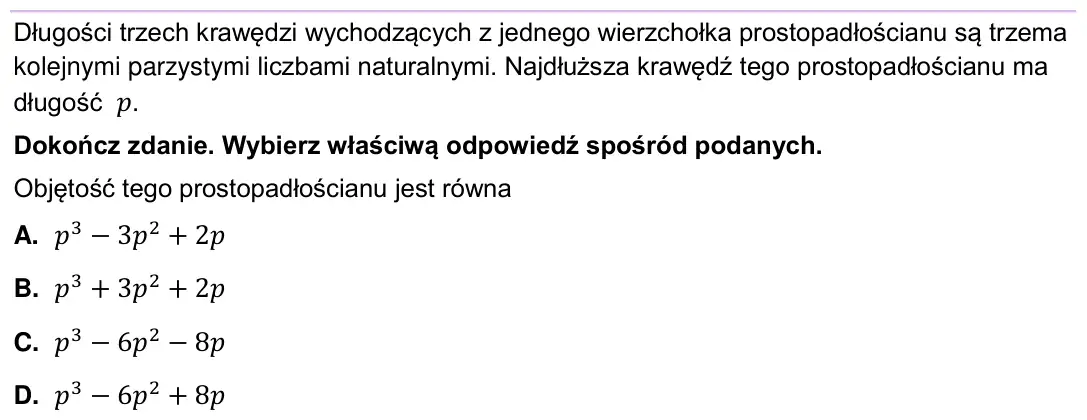 Długości trzech krawędzi wychodzących z jednego wierzchołka prostopadłościanu są trzema
kolejnymi parzystymi liczbami naturalnymi. Najdłuższa krawędź tego prostopadłościanu ma
długość p.
Dokończ zdanie. Wybierz właściwą odpowiedź spośród podanych.
Objętość tego prostopadłościanu jest równa
A. p³ − 3p² + 2p
B. p³ + 3p² + 2p
C. p³ − 6p² − 8p
D. p³ − 6p² + 8p